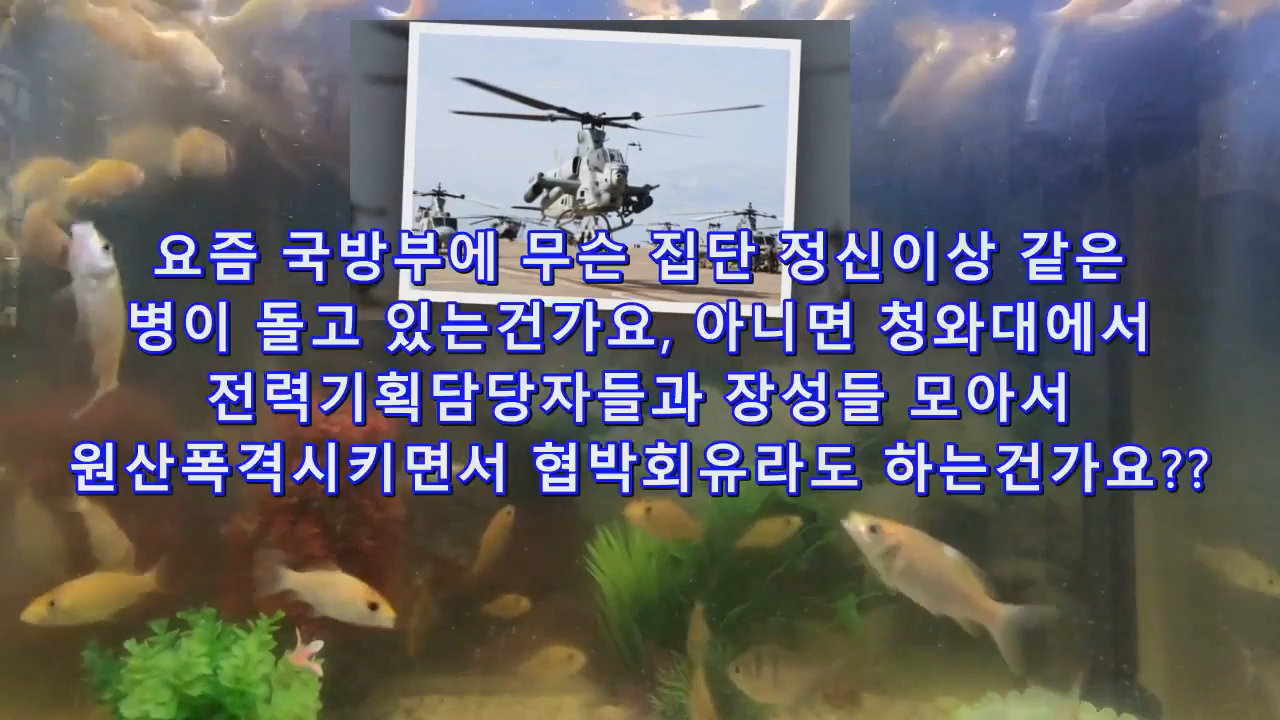 요즘 국방부에 무슨 집단 정신이상 같은
병이 돌고 있는건가요, 아니면 청와대에서
전력기획담당자들과 장성들 모아서
원산폭격시키면서 협박회유라도 하는건가요??